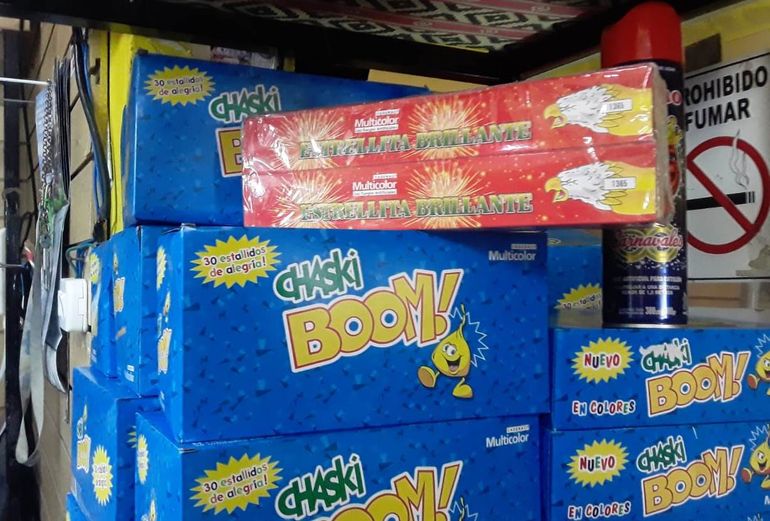 30 estallidos
de alegría!
CHASKi
Multicolor
ESTRELLITA BRILLANTE
1365
Multicolor
ESTRELLITA BRILLANTE
1365
PROHIBIDO
FUMAR
30 estallidos
de alegría!
CHASKi
BOOM!
Multicolor
NUEVO
EN COLORES
CHASKi
BOOM!
30 estallidos
de alegría!
CHASKi
BOOM!
Multicolor
NUEVO
EN COLORES
CHASKi
BOOM!